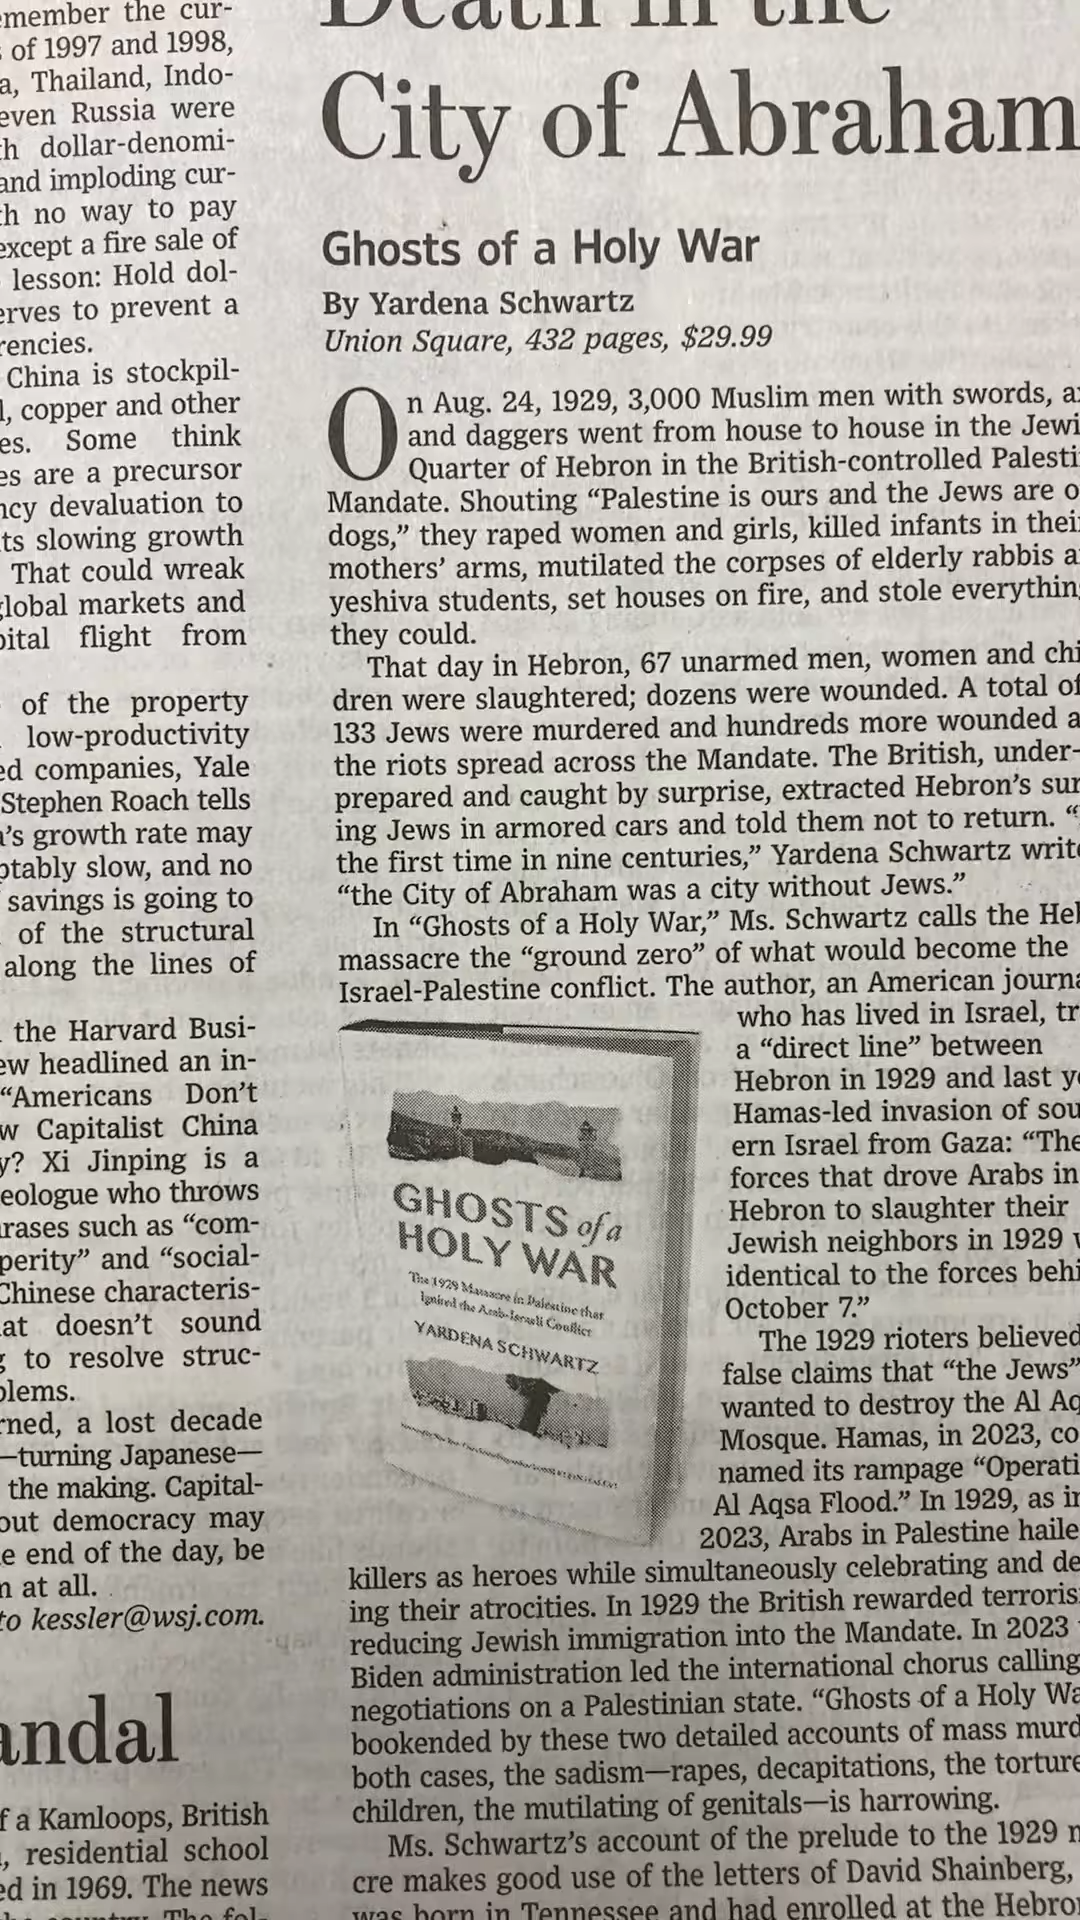 emember the cur-
s of 1997 and 1998,
a, Thailand, Indo-
even Russia were
th dollar-denomi-
and imploding cur-
th no way to pay
except a fire sale of
lesson: Hold dol-
erves to prevent a
rencies.
China is stockpil-
l, copper and other
es. Some think
es are a precursor
ncy devaluation to
ts slowing growth
That could wreak
global markets and
pital flight from
of the property
low-productivity
ed companies, Yale
Stephen Roach tells
a's growth rate may
ptably slow, and no
savings is going to
of the structural
along the lines of
the Harvard Busi-
ew headlined an in-
"Americans Don't
w Capitalist China
y? Xi Jinping is a
eologue who throws
rases such as "com-
perity" and "social-
Chinese characteris-
at doesn't sound
g to resolve struc-
blems.
rned, a lost decade
—turning Japanese—
the making. Capital-
out democracy may
e end of the day, be
n at all.
to kessler@wsj.com.
andal
f a Kamloops, British
, residential school
ed in 1969. The news
the country. The fol-
Death in the
City of Abraham
Ghosts of a Holy War
By Yardena Schwartz
Union Square, 432 pages, $29.99
On Aug. 24, 1929, 3,000 Muslim men with swords, a
and daggers went from house to house in the Jewi
Quarter of Hebron in the British-controlled Palesti
Mandate. Shouting "Palestine is ours and the Jews are o
dogs," they raped women and girls, killed infants in their
mothers' arms, mutilated the corpses of elderly rabbis a
yeshiva students, set houses on fire, and stole everything
they could.
That day in Hebron, 67 unarmed men, women and chi
dren were slaughtered; dozens were wounded. A total of
133 Jews were murdered and hundreds more wounded a
the riots spread across the Mandate. The British, under-
prepared and caught by surprise, extracted Hebron's sur
ing Jews in armored cars and told them not to return. "
the first time in nine centuries," Yardena Schwartz write
"the City of Abraham was a city without Jews."
In "Ghosts of a Holy War," Ms. Schwartz calls the Heb
massacre the "ground zero" of what would become the
Israel-Palestine conflict. The author, an American journa
who has lived in Israel, tr
a "direct line" between
Hebron in 1929 and last ye
Hamas-led invasion of sou
ern Israel from Gaza: "The
forces that drove Arabs in
Hebron to slaughter their
Jewish neighbors in 1929 w
identical to the forces behi
October 7."
The 1929 rioters believed
false claims that "the Jews"
wanted to destroy the Al Aq
Mosque. Hamas, in 2023, co
named its rampage "Operati
Al Aqsa Flood." In 1929, as in
2023, Arabs in Palestine haile
killers as heroes while simultaneously celebrating and de
ing their atrocities. In 1929 the British rewarded terroris
reducing Jewish immigration into the Mandate. In 2023
Biden administration led the international chorus calling
negotiations on a Palestinian state. "Ghosts of a Holy Wa
bookended by these two detailed accounts of mass murd
both cases, the sadism—rapes, decapitations, the torture
children, the mutilating of genitals—is harrowing.
Ms. Schwartz's account of the prelude to the 1929 m
cre makes good use of the letters of David Shainberg,
was born in Tennessee and had enrolled at the Hebron
GHOSTS of a
HOLY WAR
The 1929 Massacre in Palestine that
Ignited the Arab-Israeli Conflict
YARDENA SCHWARTZ